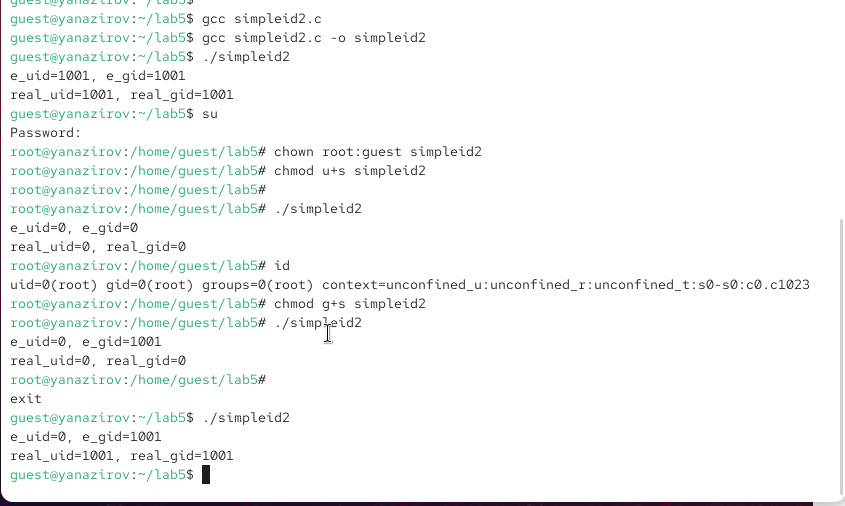 guest@yanazirov:~/lab5$
guest@yanazirov:~/lab5$ gcc simpleid2.c
guest@yanazirov:~/lab5$ gcc simpleid2.c -o simpleid2
guest@yanazirov:~/lab5$ ./simpleid2
e_uid=1001, e_gid=1001
real_uid=1001, real_gid=1001
guest@yanazirov:~/lab5$ su
Password:
root@yanazirov:/home/guest/lab5# chown root:guest simpleid2
root@yanazirov:/home/guest/lab5# chmod u+s simpleid2
root@yanazirov:/home/guest/lab5#
root@yanazirov:/home/guest/lab5# ./simpleid2
e_uid=0, e_gid=0
real_uid=0, real_gid=0
root@yanazirov:/home/guest/lab5# id
uid=0(root) gid=0(root) groups=0(root) context=unconfined_u:unconfined_r:unconfined_t:s0-s0:c0.c1023
root@yanazirov:/home/guest/lab5# chmod g+s simpleid2
root@yanazirov:/home/guest/lab5# ./simpleid2
e_uid=0, e_gid=1001
real_uid=0, real_gid=0
root@yanazirov:/home/guest/lab5#
exit
guest@yanazirov:~/lab5$ ./simpleid2
e_uid=0, e_gid=1001
real_uid=1001, real_gid=1001
guest@yanazirov:~/lab5$